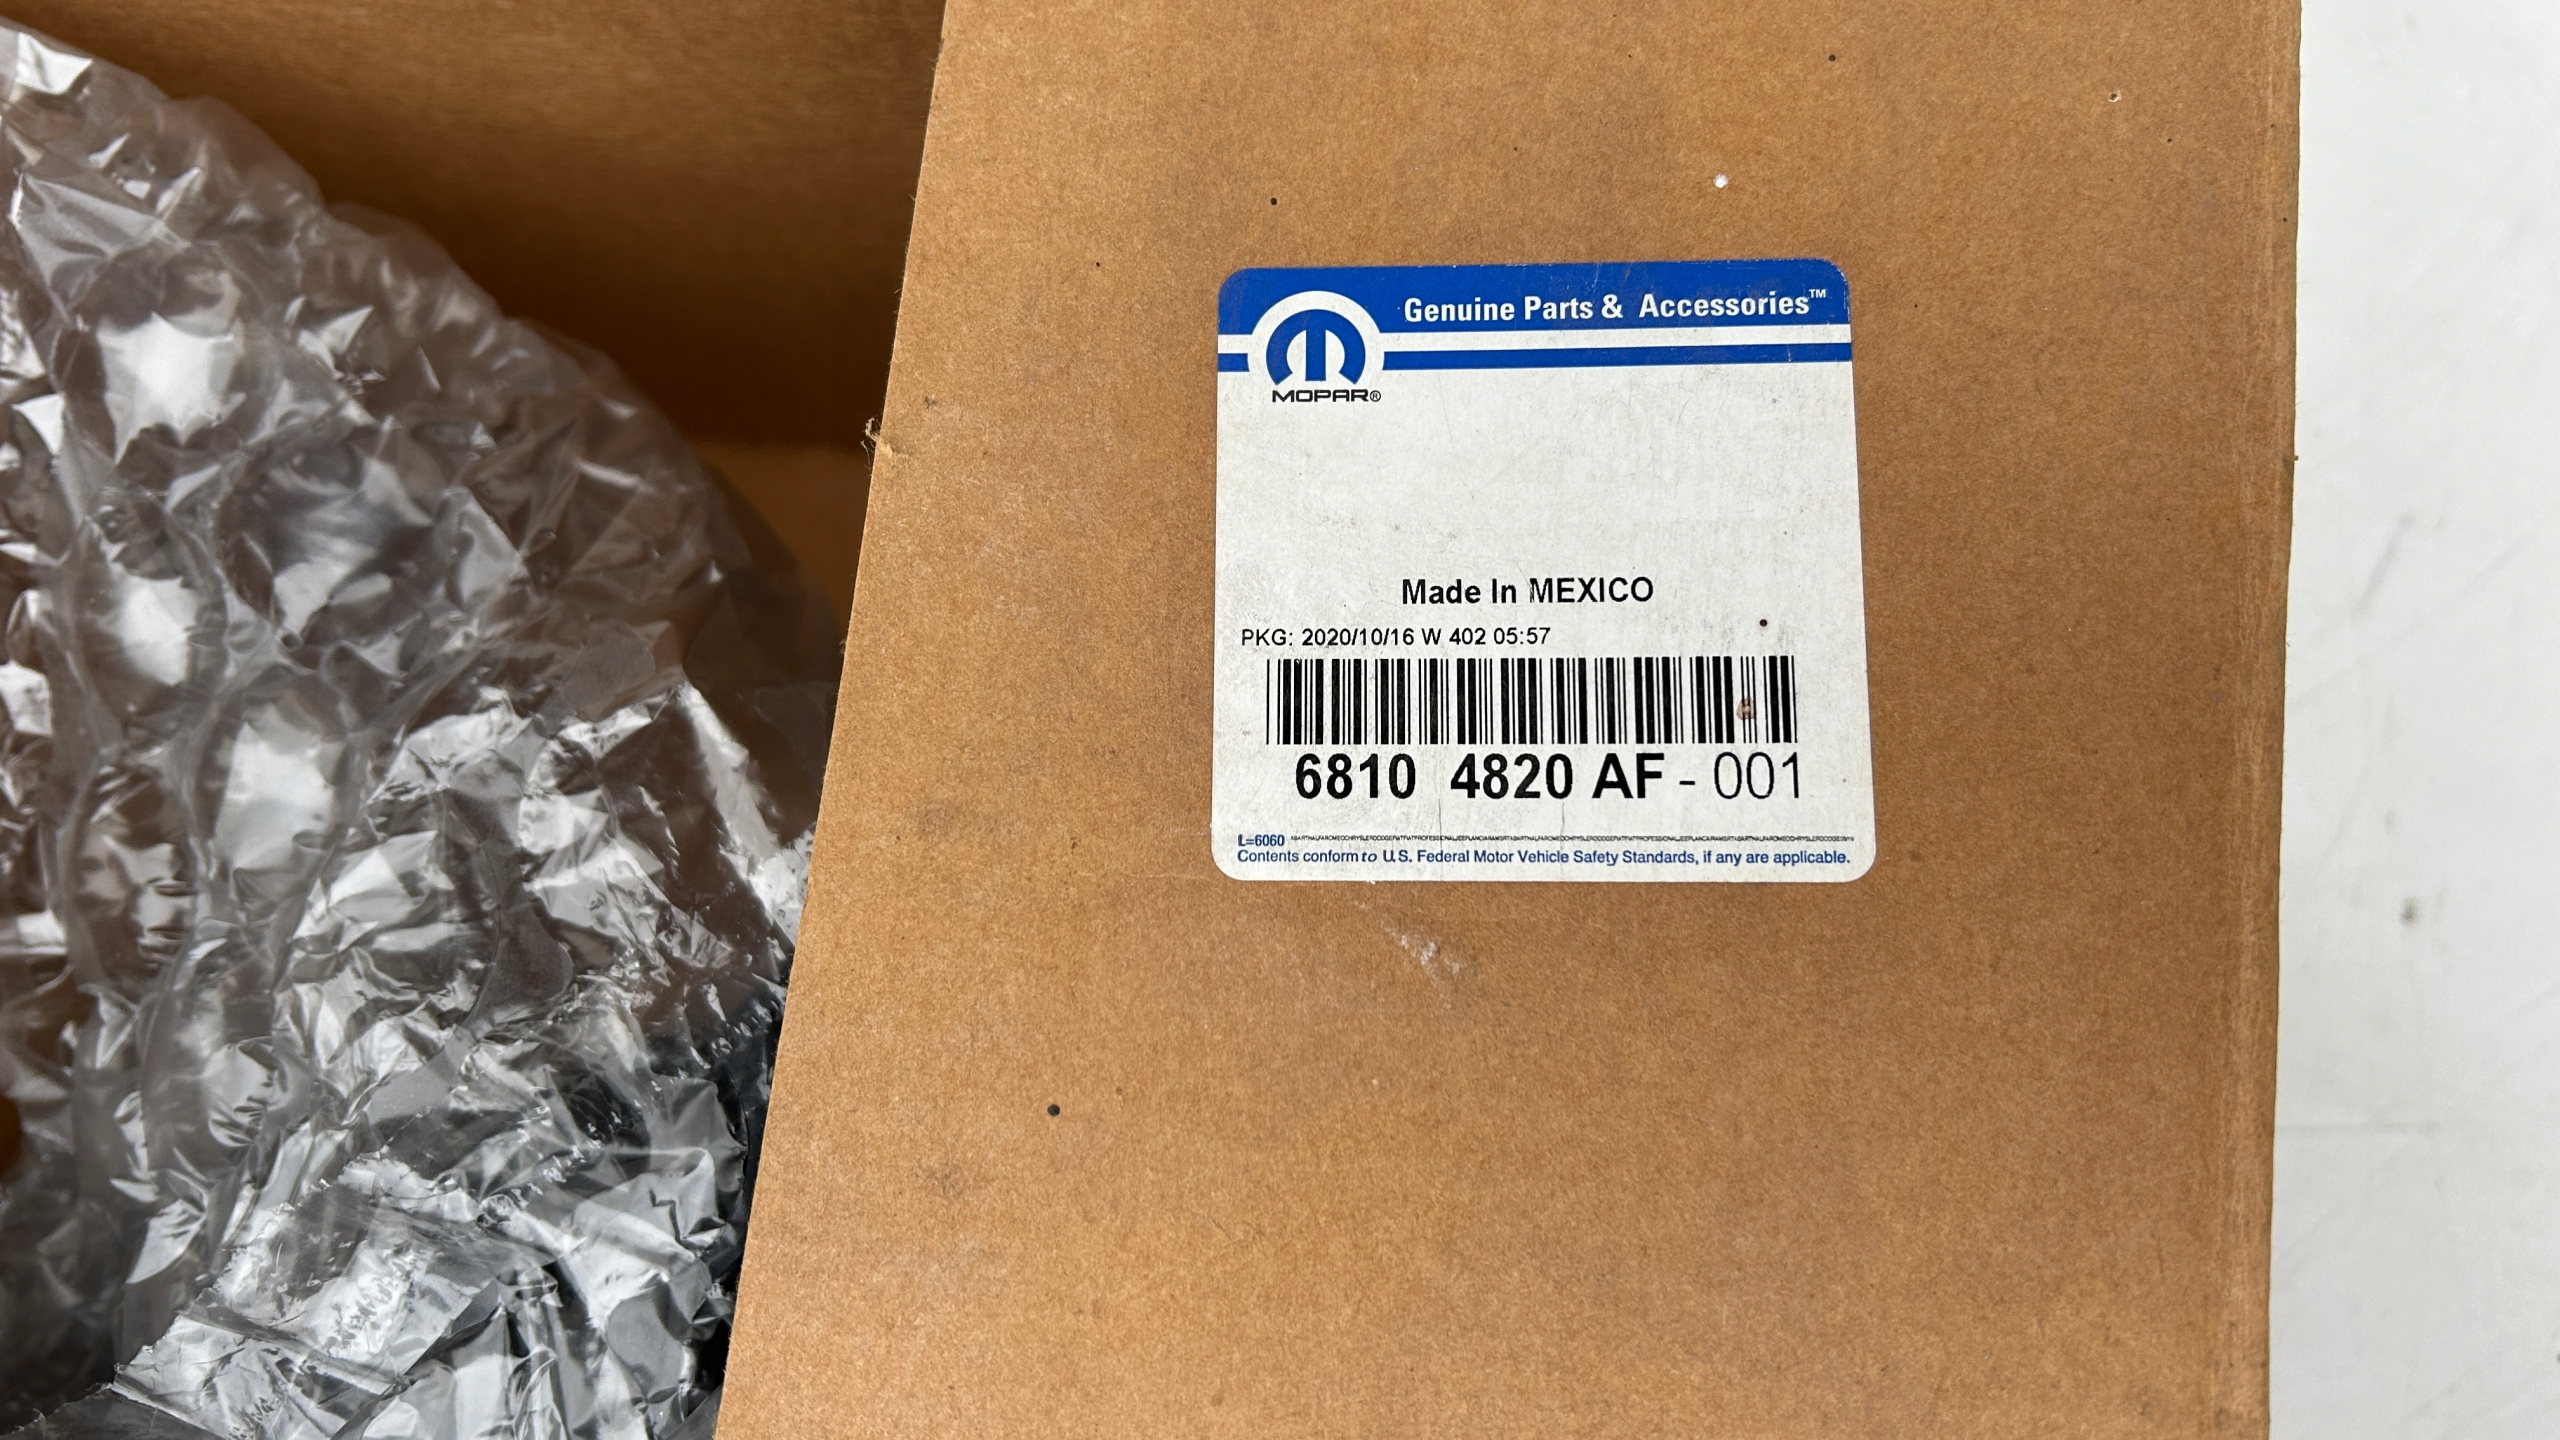 Genuine Parts & Accessories™
MOPAR®
Made In MEXICO
PKG: 2020/10/16 W 402 05:57
6810 4820 AF - 001
L=6060
Contents conform to U.S. Federal Motor Vehicle Safety Standards, if any are applicable.